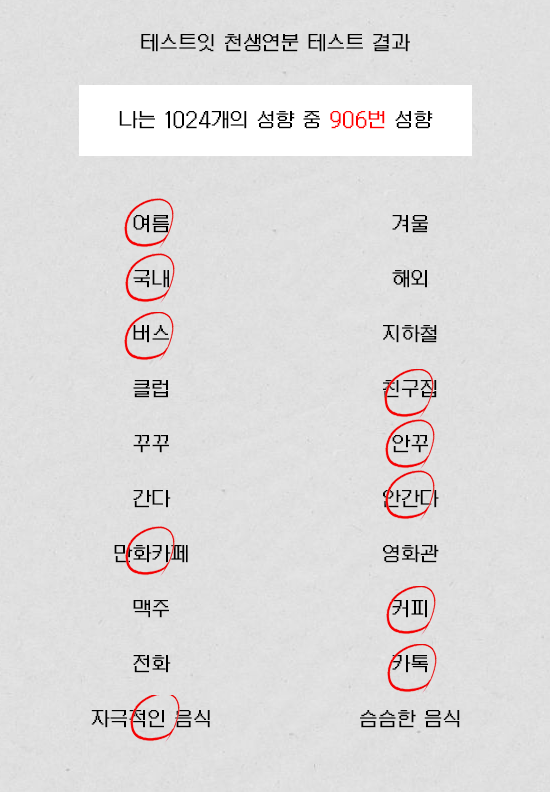 테스트잇 천생연분 테스트 결과
나는 1024개의 성향 중 906번 성향
여름 겨울
국내 해외
버스 지하철
클럽 친구집
꾸꾸 안꾸
간다 안간다
만화카페 영화관
맥주 커피
전화 카톡
자극적인 음식 슴슴한 음식